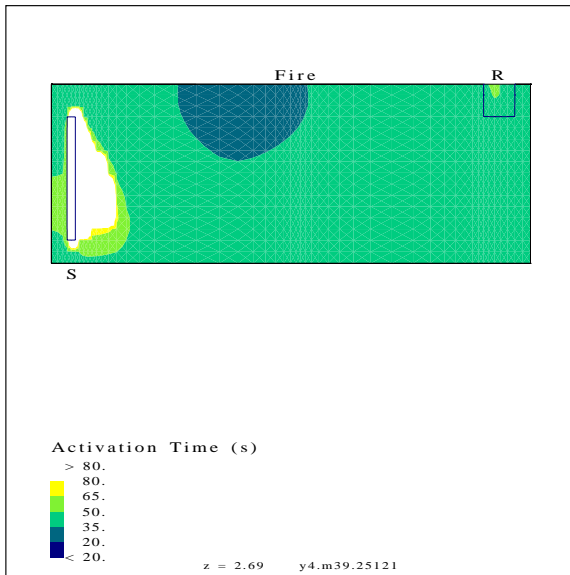 Fire R
S
Activation Time (s)
> 80.
80.
65.
50.
35.
20.
< 20.
z = 2.69 y4.m39.25121